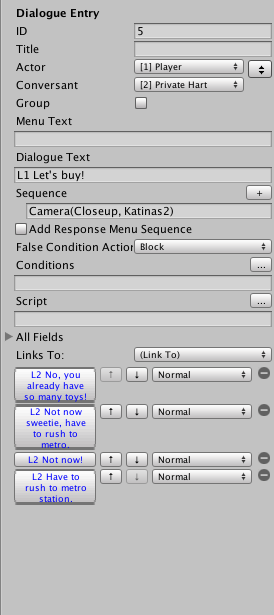 Dialogue Entry
ID 5
Title
Actor [1] Player
Conversant [2] Private Hart
Group
Menu Text
Dialogue Text
L1 Let's buy!
Sequence +
Camera(Closeup, Katinas2)
Add Response Menu Sequence
False Condition Action Block
Conditions ...
Script ...
All Fields
Links To: (Link To)
L2 No, you
already have
so many toys!
↑ ↓ Normal
L2 Not now
sweetie, have
to rush to
metro.
↑ ↓ Normal
L2 Not now! ↑ ↓ Normal
L2 Have to
rush to metro
station.
↑ ↓ Normal